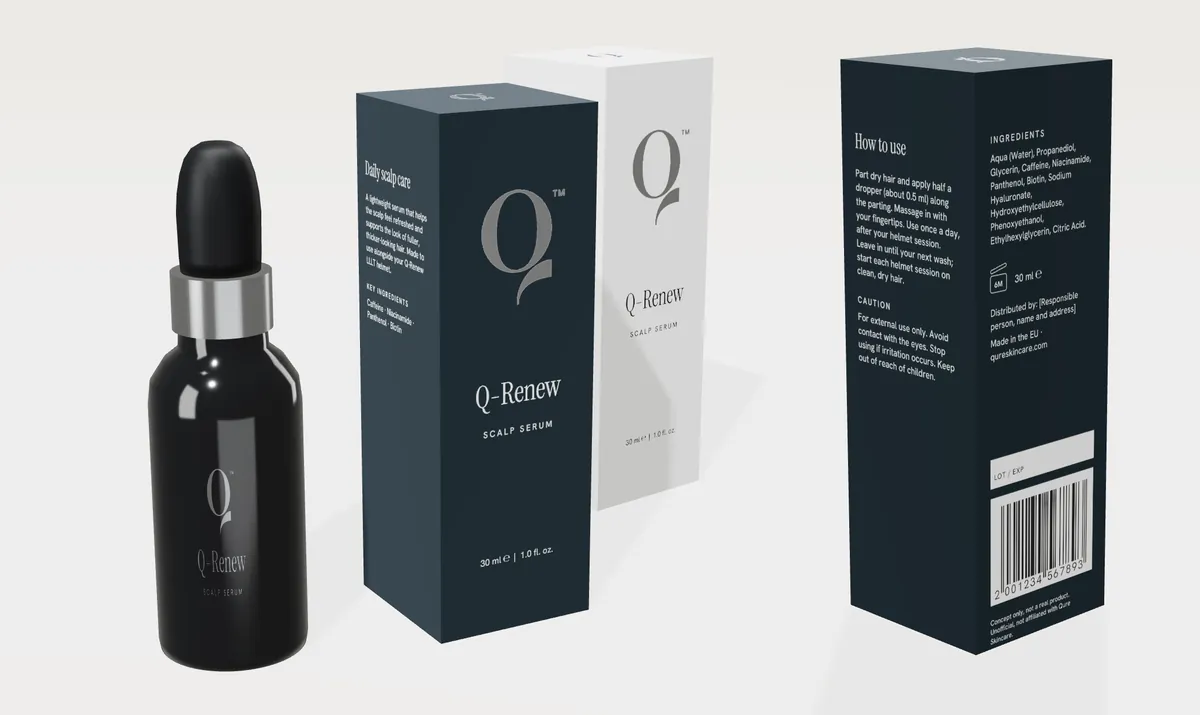 Q™
Q-Renew
SCALP SERUM
Daily scalp care
A lightweight serum that helps
the scalp feel refreshed and
supports the look of fuller,
thicker-looking hair. Made to
use alongside your Q-Renew
LLLT helmet.
KEY INGREDIENTS
Caffeine · Niacinamide ·
Panthenol · Biotin
Q
Q™
Q-Renew
SCALP SERUM
30 ml ℮ | 1.0 fl. oz.
Q™
Q-Renew
SCALP SERUM
30 ml ℮ | 1.0 fl. oz.
How to use
Part dry hair and apply half a
dropper (about 0.5 ml) along
the parting. Massage in with
your fingertips. Use once a day,
after your helmet session.
Leave in until your next wash;
start each helmet session on
clean, dry hair.
CAUTION
For external use only. Avoid
contact with the eyes. Stop
using if irritation occurs. Keep
out of reach of children.
INGREDIENTS
Aqua (Water), Propanediol,
Glycerin, Caffeine, Niacinamide,
Panthenol, Biotin, Sodium
Hyaluronate,
Hydroxyethylcellulose,
Phenoxyethanol,
Ethylhexylglycerin, Citric Acid.
6M
30 ml ℮
Distributed by: [Responsible
person, name and address]
Made in the EU ·
qureskincare.com
LOT / EXP
2 001234 567893
Concept only, not a real product.
Unofficial, not affiliated with Qure
Skincare.